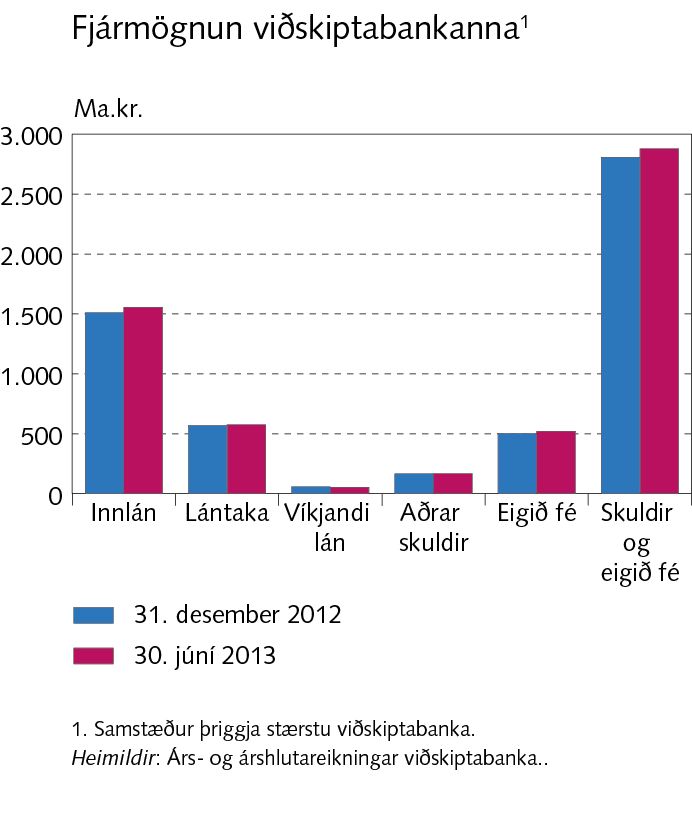 Fjármögnun viðskiptabankanna¹
Ma.kr.
3.000
2.500
2.000
1.500
1.000
500
0
Innlán
Lántaka
Víkjandi
lán
Aðrar
skuldir
Eigið fé
Skuldir
og
eigið fé
31. desember 2012
30. júní 2013
1. Samstæður þriggja stærstu viðskiptabanka.
Heimildir: Árs- og árshlutareikningar viðskiptabanka..